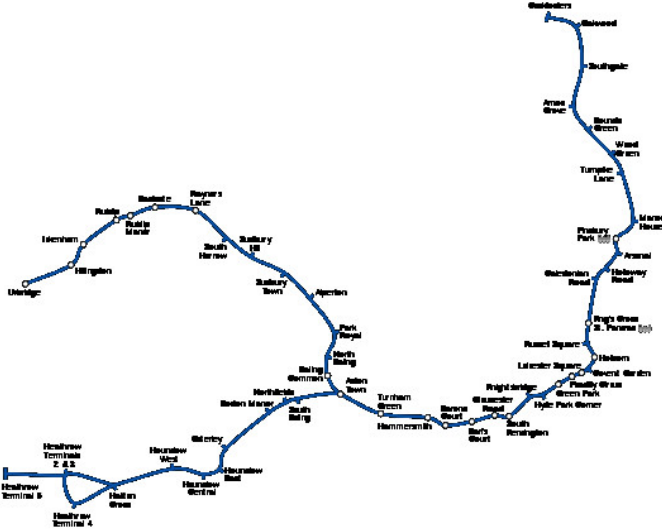 Cockfosters
Oakwood
Southgate
Arnos
Grove
Bounds
Green
Wood
Green
Turnpike
Lane
Manor
House
Finsbury
Park
Arsenal
Holloway
Road
Caledonian
Road
King's Cross
St. Pancras
Russell Square
Holborn
Covent Garden
Leicester Square
Piccadilly Circus
Green Park
Hyde Park Corner
Knightsbridge
South
Kensington
Gloucester
Road
Earl's
Court
Barons
Court
Hammersmith
Turnham
Green
Acton
Town
Ealing
Common
North
Ealing
Park
Royal
Alperton
Sudbury
Town
Sudbury
Hill
South
Harrow
Rayners
Lane
Eastcote
Ruislip
Manor
Ruislip
Ickenham
Hillingdon
Uxbridge
South
Ealing
Northfields
Boston Manor
Osterley
Hounslow
East
Hounslow
Central
Hounslow
West
Hatton
Cross
Heathrow
Terminals
2 & 3
Heathrow
Terminal 4
Heathrow
Terminal 5